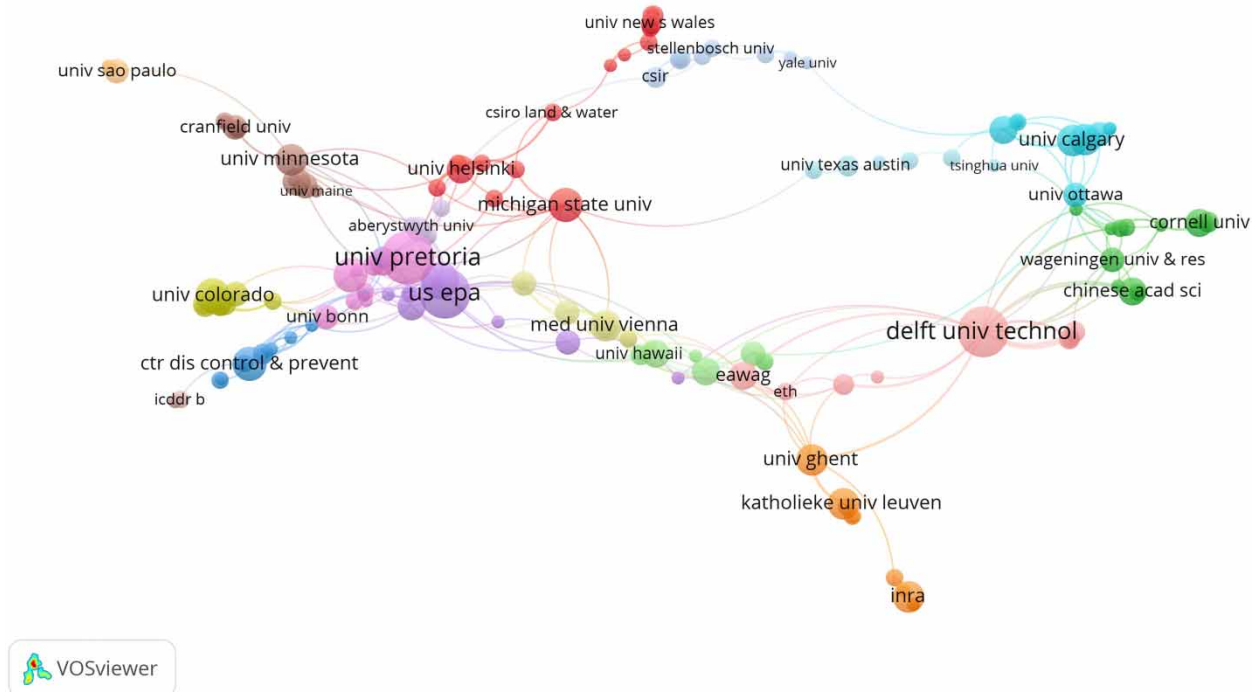 univ new s wales
stellenbosch univ
yale univ
univ sao paulo
csir
csiro land & water
cranfield univ
univ calgary
univ minnesota
univ helsinki
univ texas austin
tsinghua univ
univ maine
univ ottawa
michigan state univ
aberystwyth univ
cornell univ
univ pretoria
wageningen univ & res
univ colorado
us epa
chinese acad sci
univ bonn
med univ vienna
delft univ technol
univ hawaii
ctr dis control & prevent
eawag
eth
icddr b
univ ghent
katholieke univ leuven
inra
VOSviewer